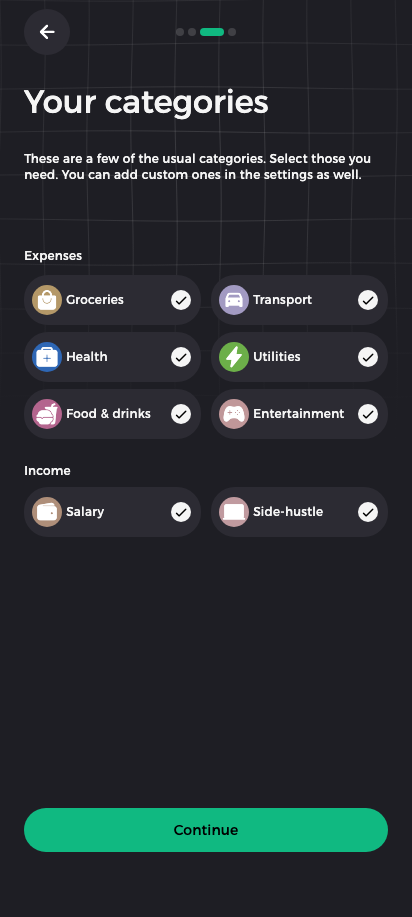 Your categories
These are a few of the usual categories. Select those you
need. You can add custom ones in the settings as well.
Expenses
Groceries
Transport
Health
Utilities
Food & drinks
Entertainment
Income
Salary
Side-hustle
Continue